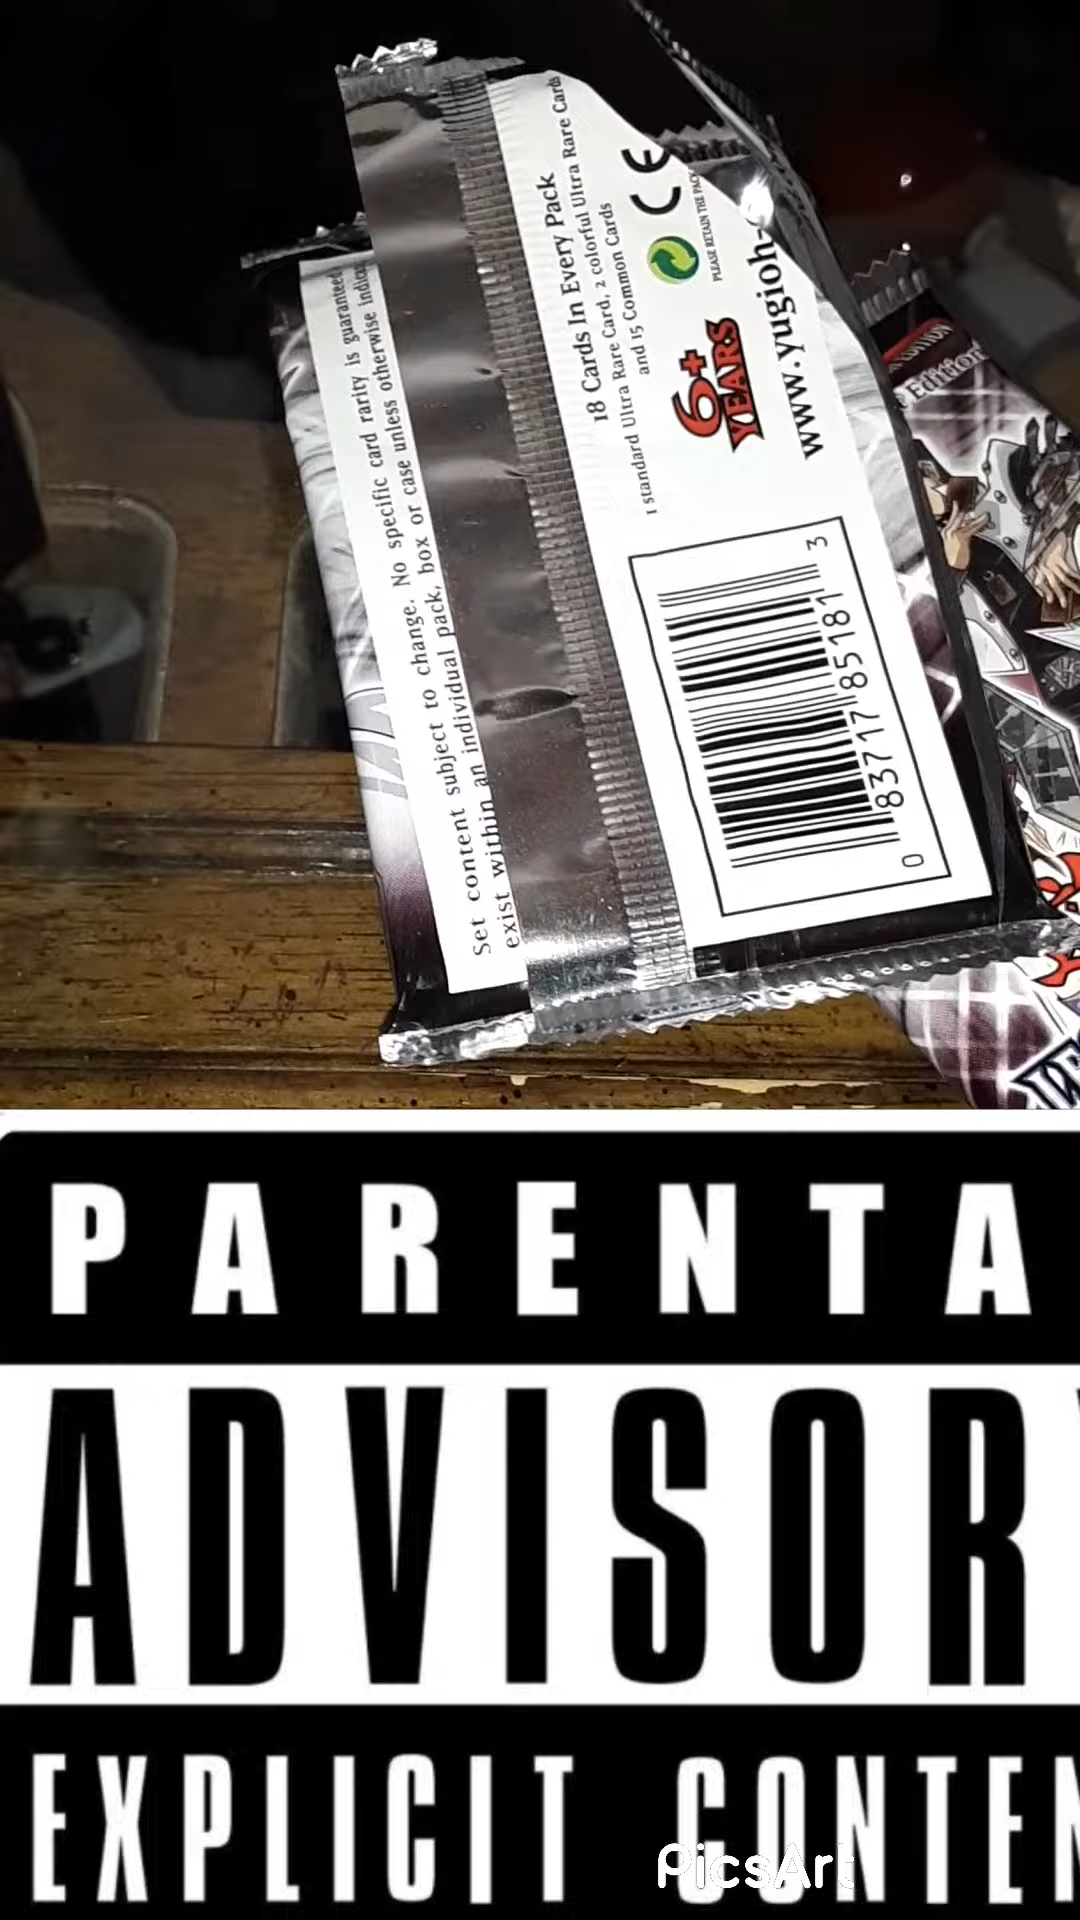 18 Cards In Every Pack
1 standard Ultra Rare Card, 2 colorful Ultra Rare Cards
and 15 Common Cards
CE
PLEASE RETAIN THE PACK
6+
YEARS
www.yugioh-
0 83717 85181 3
Set content subject to change. No specific card rarity is guaranteed
exist within an individual pack, box or case unless otherwise
EDITION
Edition
PARENTA
ADVISORY
EXPLICIT CONTEN
PicsArt